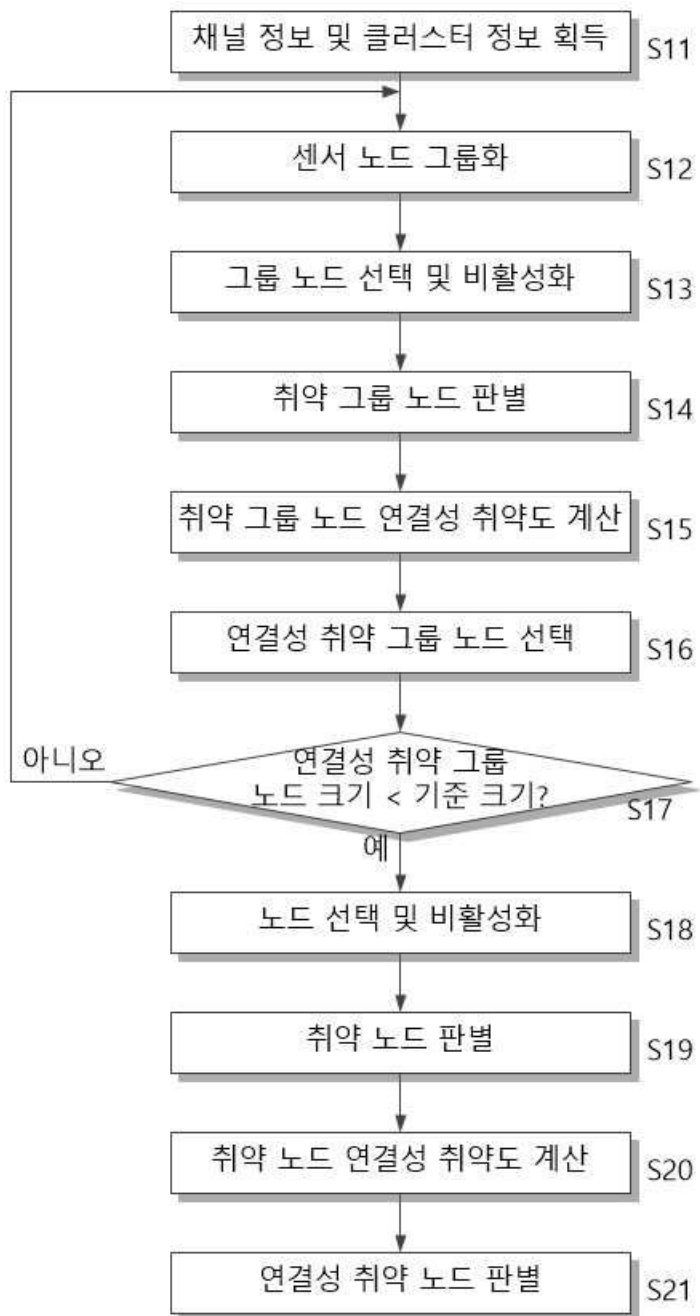 채널 정보 및 클러스터 정보 획득
S11
센서 노드 그룹화
S12
그룹 노드 선택 및 비활성화
S13
취약 그룹 노드 판별
S14
취약 그룹 노드 연결성 취약도 계산
S15
연결성 취약 그룹 노드 선택
S16
아니오
연결성 취약 그룹
노드 크기 < 기준 크기?
S17
예
노드 선택 및 비활성화
S18
취약 노드 판별
S19
취약 노드 연결성 취약도 계산
S20
연결성 취약 노드 판별
S21